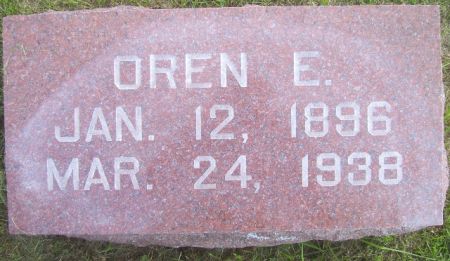 OREN E.
JAN. 12, 1896
MAR. 24, 1938